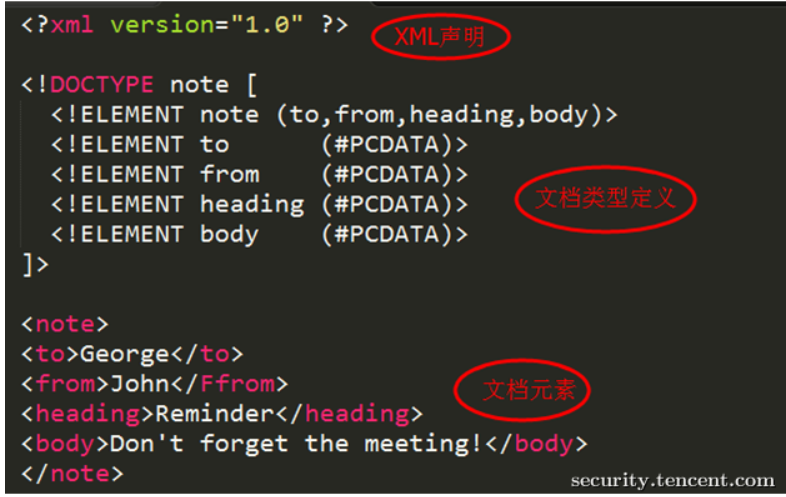 <?xml version="1.0" ?>
XML声明
<!DOCTYPE note [
<!ELEMENT note (to,from,heading,body)>
<!ELEMENT to (#PCDATA)>
<!ELEMENT from (#PCDATA)>
<!ELEMENT heading (#PCDATA)>
<!ELEMENT body (#PCDATA)>
文档类型定义
]>
<note>
<to>George</to>
<from>John</Ffrom>
<heading>Reminder</heading>
文档元素
<body>Don't forget the meeting!</body>
</note>
security.tencent.com